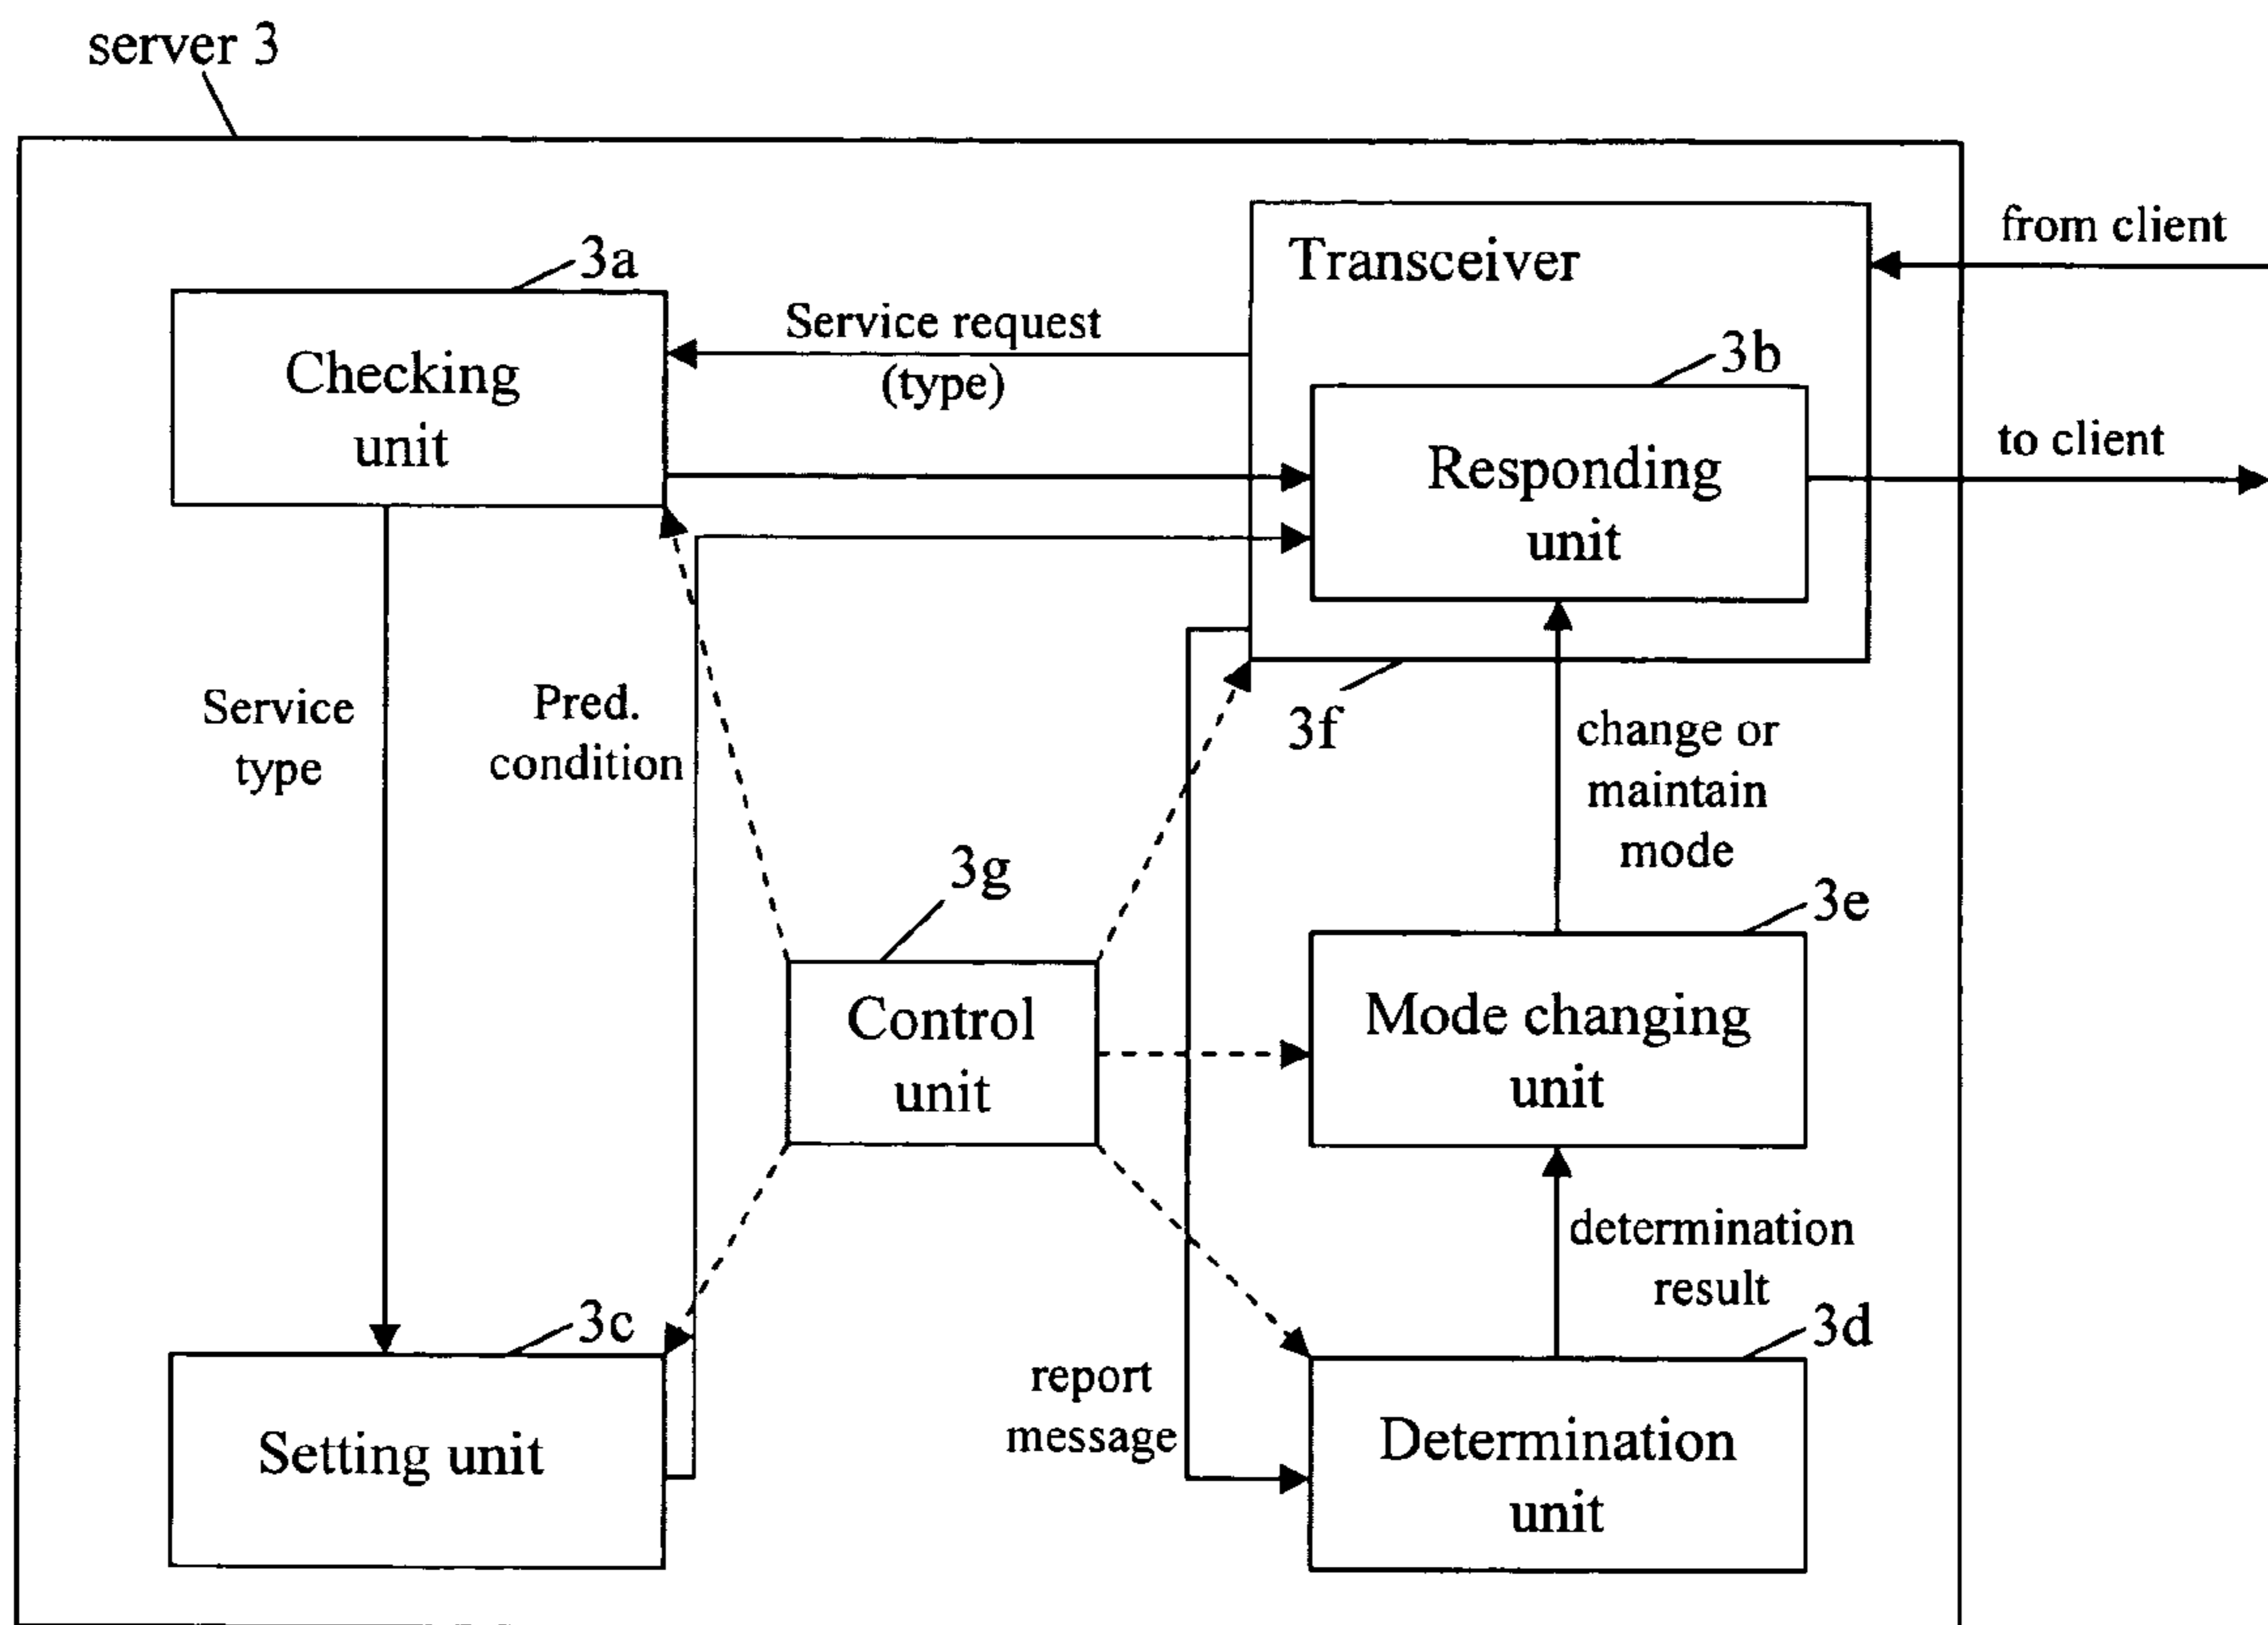 server 3
from client
Transceiver
3a
Service request
(type)
3b
Checking
unit
Responding
unit
to client
Service
type
Pred.
condition
3f
change or
maintain
mode
3g
3e
Control
unit
Mode changing
unit
determination
result
3c
3d
report
message
Setting unit
Determination
unit